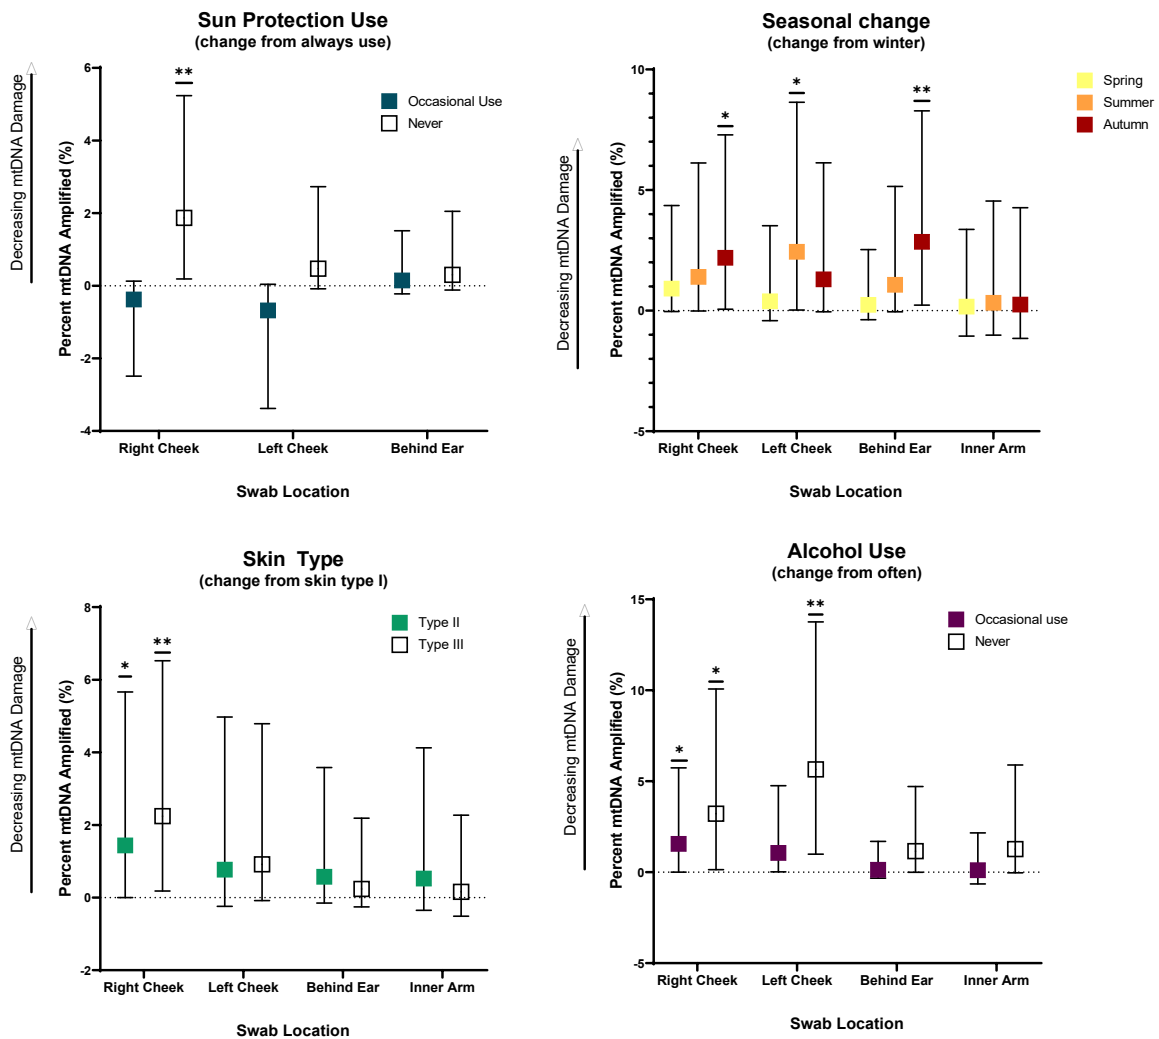 Sun Protection Use
(change from always use)
Decreasing mtDNA Damage
Percent mtDNA Amplified (%)
6
4
2
0
-2
-4
**
Occasional Use
Never
Right Cheek
Left Cheek
Behind Ear
Swab Location
Seasonal change
(change from winter)
Decreasing mtDNA Damage
Percent mtDNA Amplified (%)
10
5
0
-5
*
*
**
Spring
Summer
Autumn
Right Cheek
Left Cheek
Behind Ear
Inner Arm
Swab Location
Skin Type
(change from skin type I)
Decreasing mtDNA Damage
Percent mtDNA Amplified (%)
8
6
4
2
0
-2
*
**
Type II
Type III
Right Cheek
Left Cheek
Behind Ear
Inner Arm
Swab Location
Alcohol Use
(change from often)
Decreasing mtDNA Damage
Percent mtDNA Amplified (%)
15
10
5
0
-5
*
*
**
Occasional use
Never
Right Cheek
Left Cheek
Behind Ear
Inner Arm
Swab Location